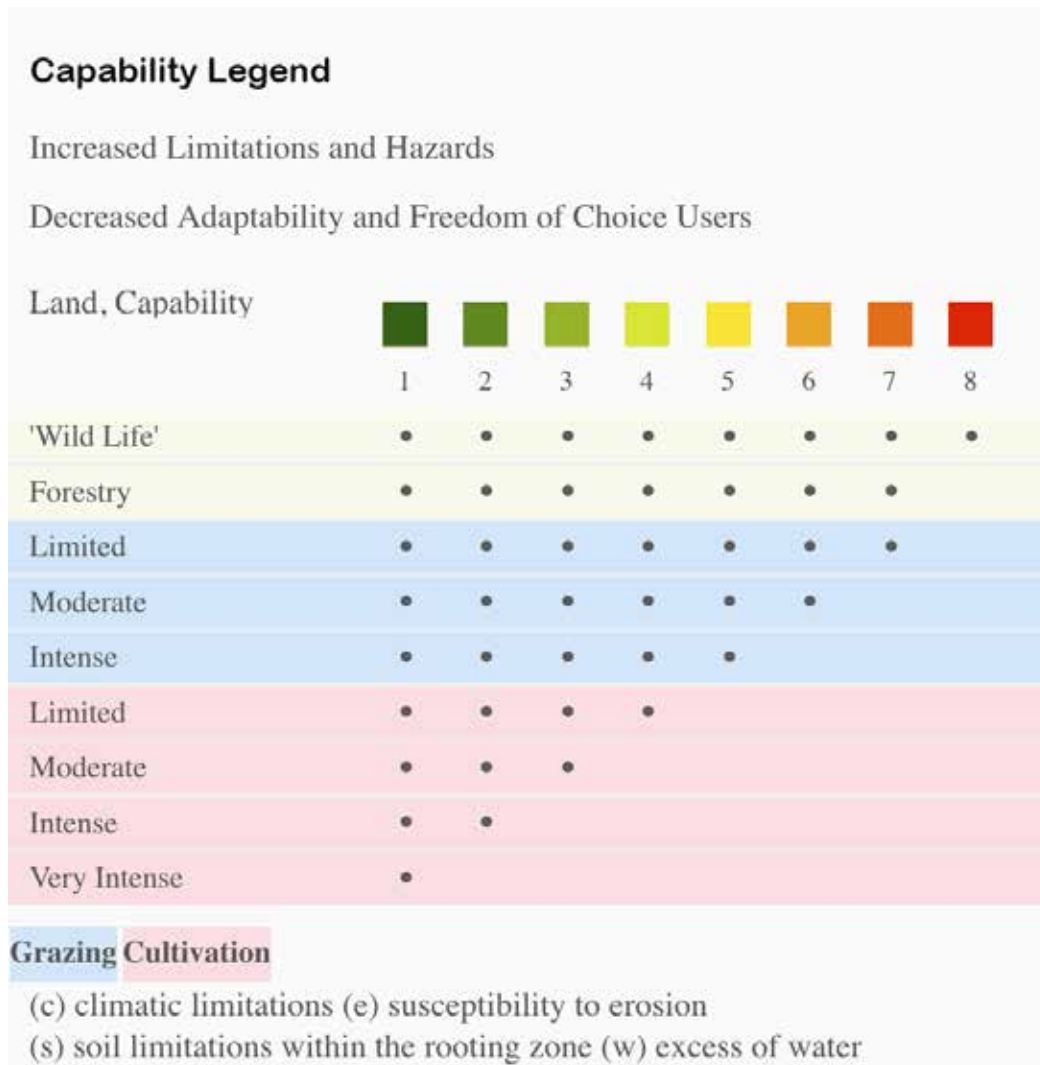 Capability Legend
Increased Limitations and Hazards
Decreased Adaptability and Freedom of Choice Users
Land, Capability
1 2 3 4 5 6 7 8
'Wild Life' • • • • • • • •
Forestry • • • • • • •
Limited • • • • • • •
Moderate • • • • • •
Intense • • • • •
Limited • • • •
Moderate • • •
Intense • •
Very Intense •
Grazing Cultivation
(c) climatic limitations (e) susceptibility to erosion
(s) soil limitations within the rooting zone (w) excess of water